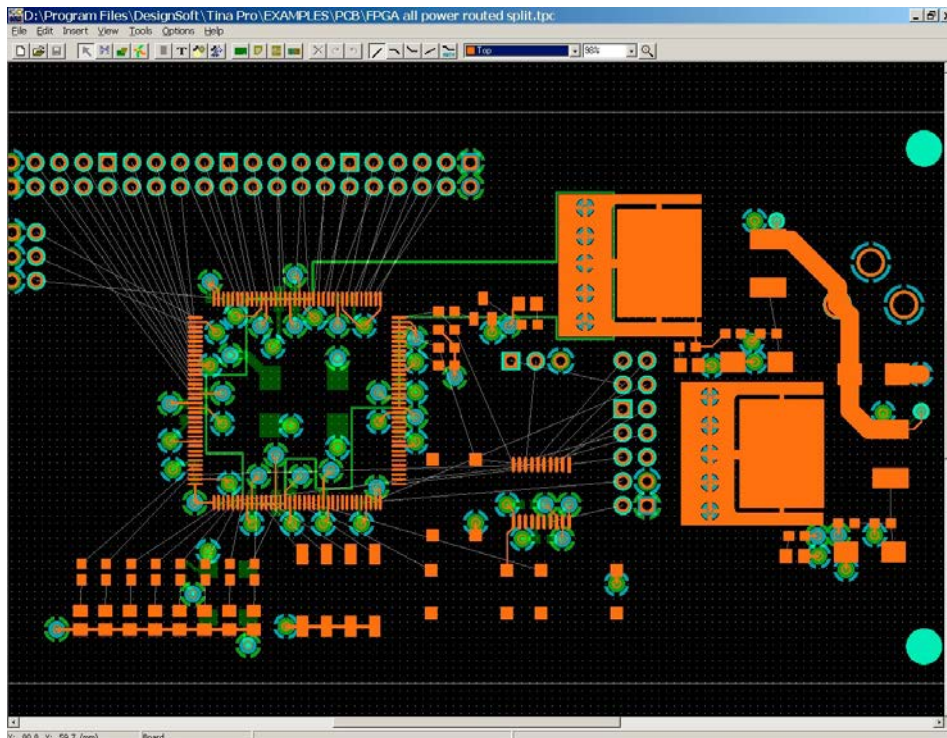 D:\Program Files\DesignSoft\Tina Pro\EXAMPLES\PCB\FPGA all power routed split.tpc
File Edit Insert View Tools Options Help
T Top 98%
Board